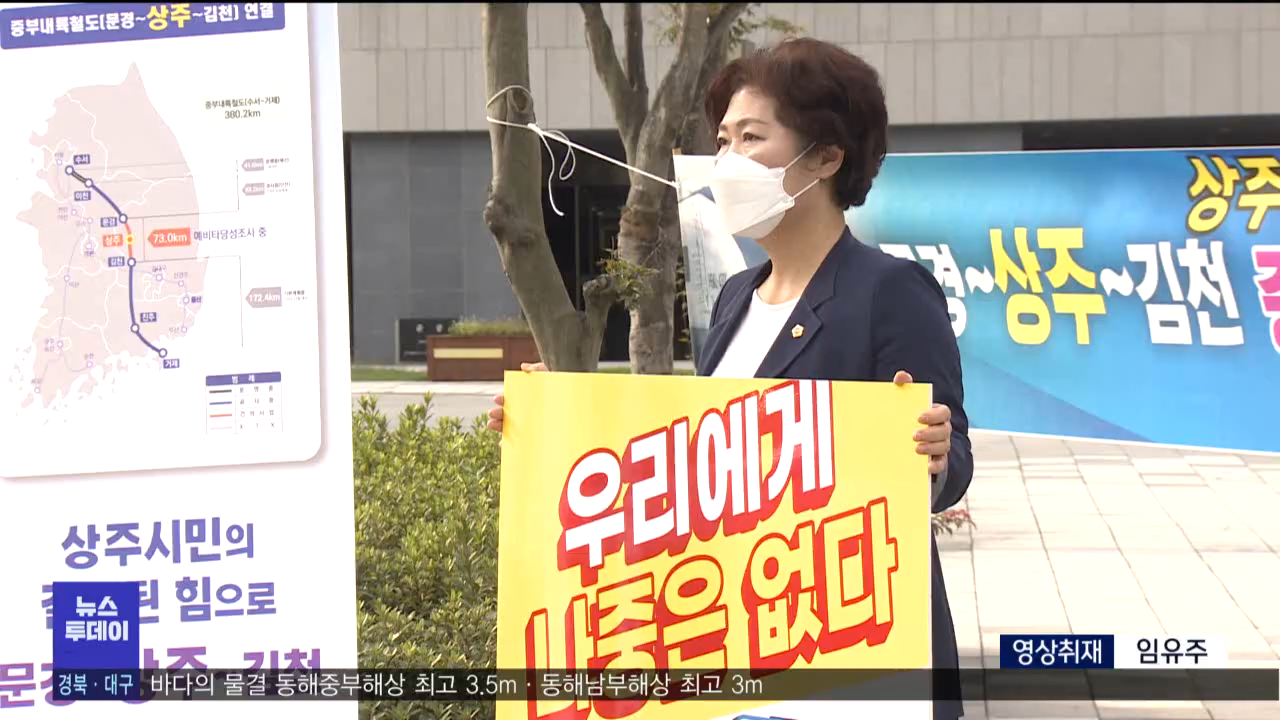 중부내륙철도(문경~상주~김천) 연결
중부내륙철도(수서~거제)
380.2km
수서
이천
문경
상주
73.0km 예비타당성조사 중
김천
172.4km
진주
거제
범 례
상주시민의
된 힘으로
상주
우리에게
나중은 없다
상주
경~상주~김천
뉴스
투데이
영상취재 임유주
경북·대구 바다의 물결 동해중부해상 최고 3.5m · 동해남부해상 최고 3m